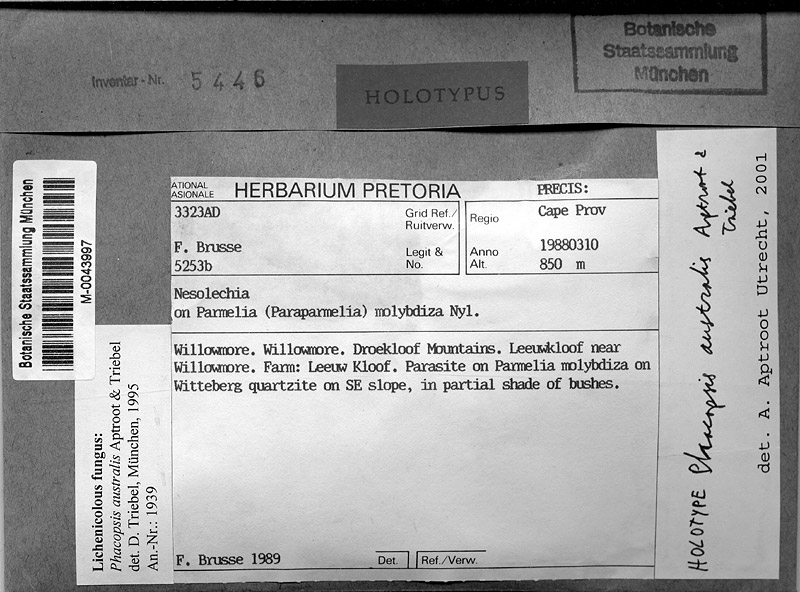 Inventar-Nr. 5446
HOLOTYPUS
Botanische
Staatssammlung
München
Botanische Staatssammlung München
M-0043997
ATIONAL
ASIONALE
HERBARIUM PRETORIA
PRECIS:
3323AD
Grid Ref./
Ruitverw.
Regio
Cape Prov
F. Brusse
5253b
Legit &
No.
Anno
19880310
Alt.
850 m
Nesolechia
on Parmelia (Paraparmelia) molybdiza Nyl.
Willowmore. Willowmore. Droekloof Mountains. Leeuwkloof near
Willowmore. Farm: Leeuw Kloof. Parasite on Parmelia molybdiza on
Witteberg quartzite on SE slope, in partial shade of bushes.
F. Brusse 1989
Det.
Ref./Verw.
Lichenicolous fungus:
Phacopsis australis Aptroot & Triebel
det. D. Triebel, München, 1995
An.-Nr.: 1939
HOLOTYPE Phacopsis australis Aptroot &
Triebel
det. A. Aptroot Utrecht, 2001